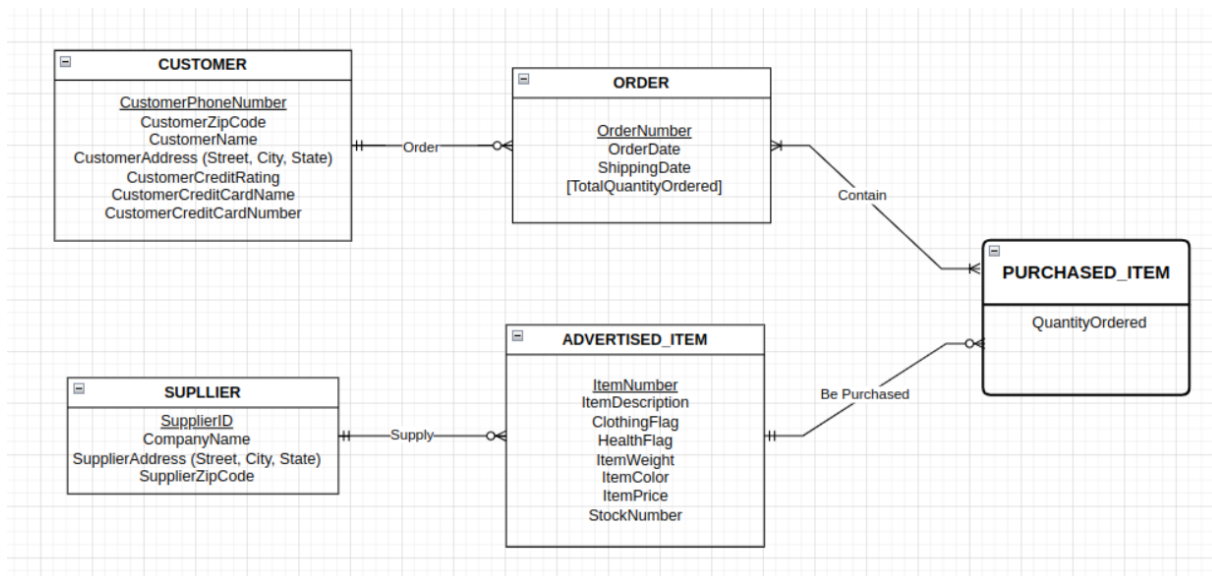 CUSTOMER
CustomerPhoneNumber
CustomerZipCode
CustomerName
CustomerAddress (Street, City, State)
CustomerCreditRating
CustomerCreditCardName
CustomerCreditCardNumber
Order
ORDER
OrderNumber
OrderDate
ShippingDate
[TotalQuantityOrdered]
Contain
PURCHASED_ITEM
QuantityOrdered
SUPLLIER
SupplierID
CompanyName
SupplierAddress (Street, City, State)
SupplierZipCode
Supply
ADVERTISED_ITEM
ItemNumber
ItemDescription
ClothingFlag
HealthFlag
ItemWeight
ItemColor
ItemPrice
StockNumber
Be Purchased